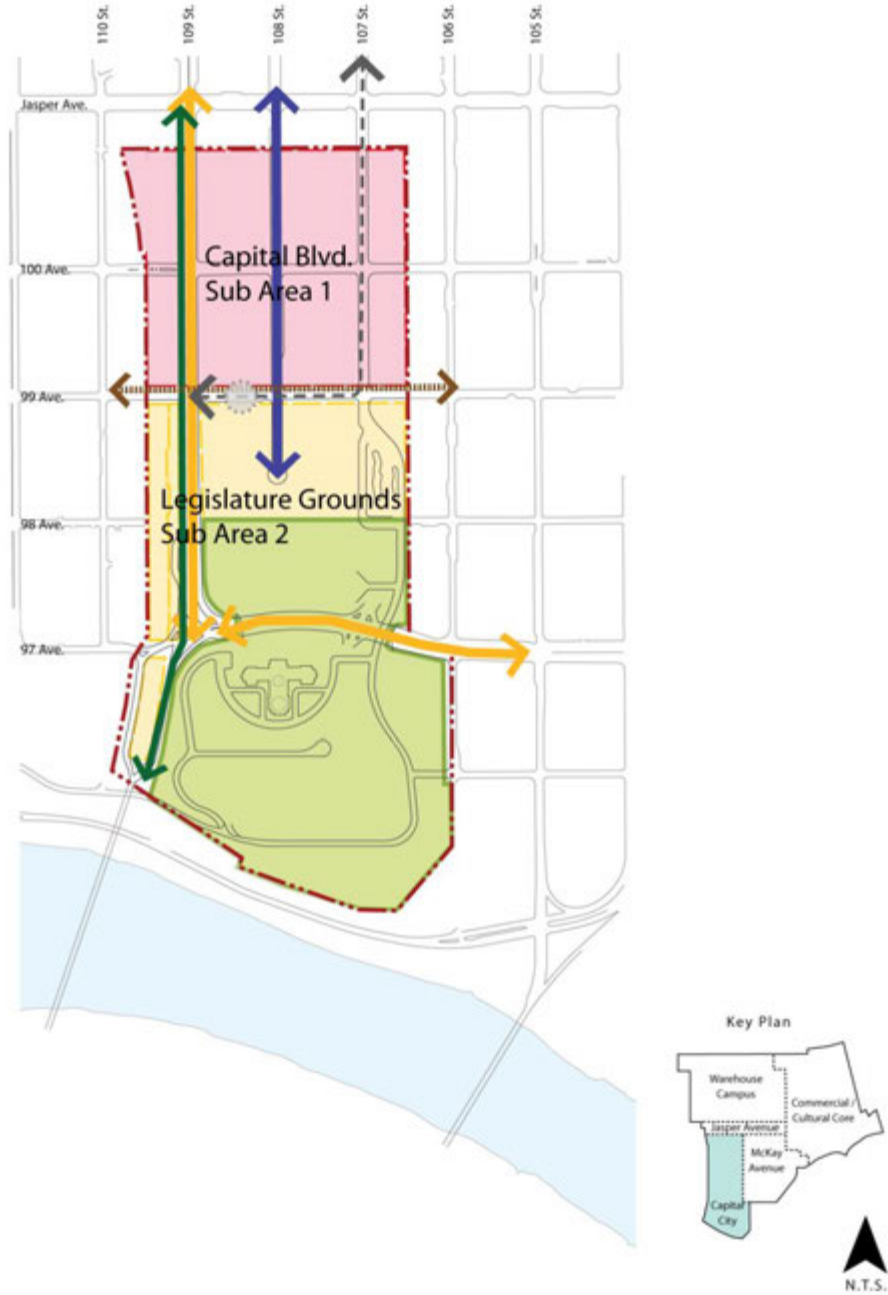 110 St.
109 St.
108 St.
107 St.
106 St.
105 St.
Jasper Ave.
Capital Blvd.
Sub Area 1
100 Ave.
99 Ave.
Legislature Grounds
Sub Area 2
98 Ave.
97 Ave.
Key Plan
Warehouse
Campus
Commercial /
Cultural Core
Jasper Avenue
McKay
Avenue
Capital
City
N.T.S.